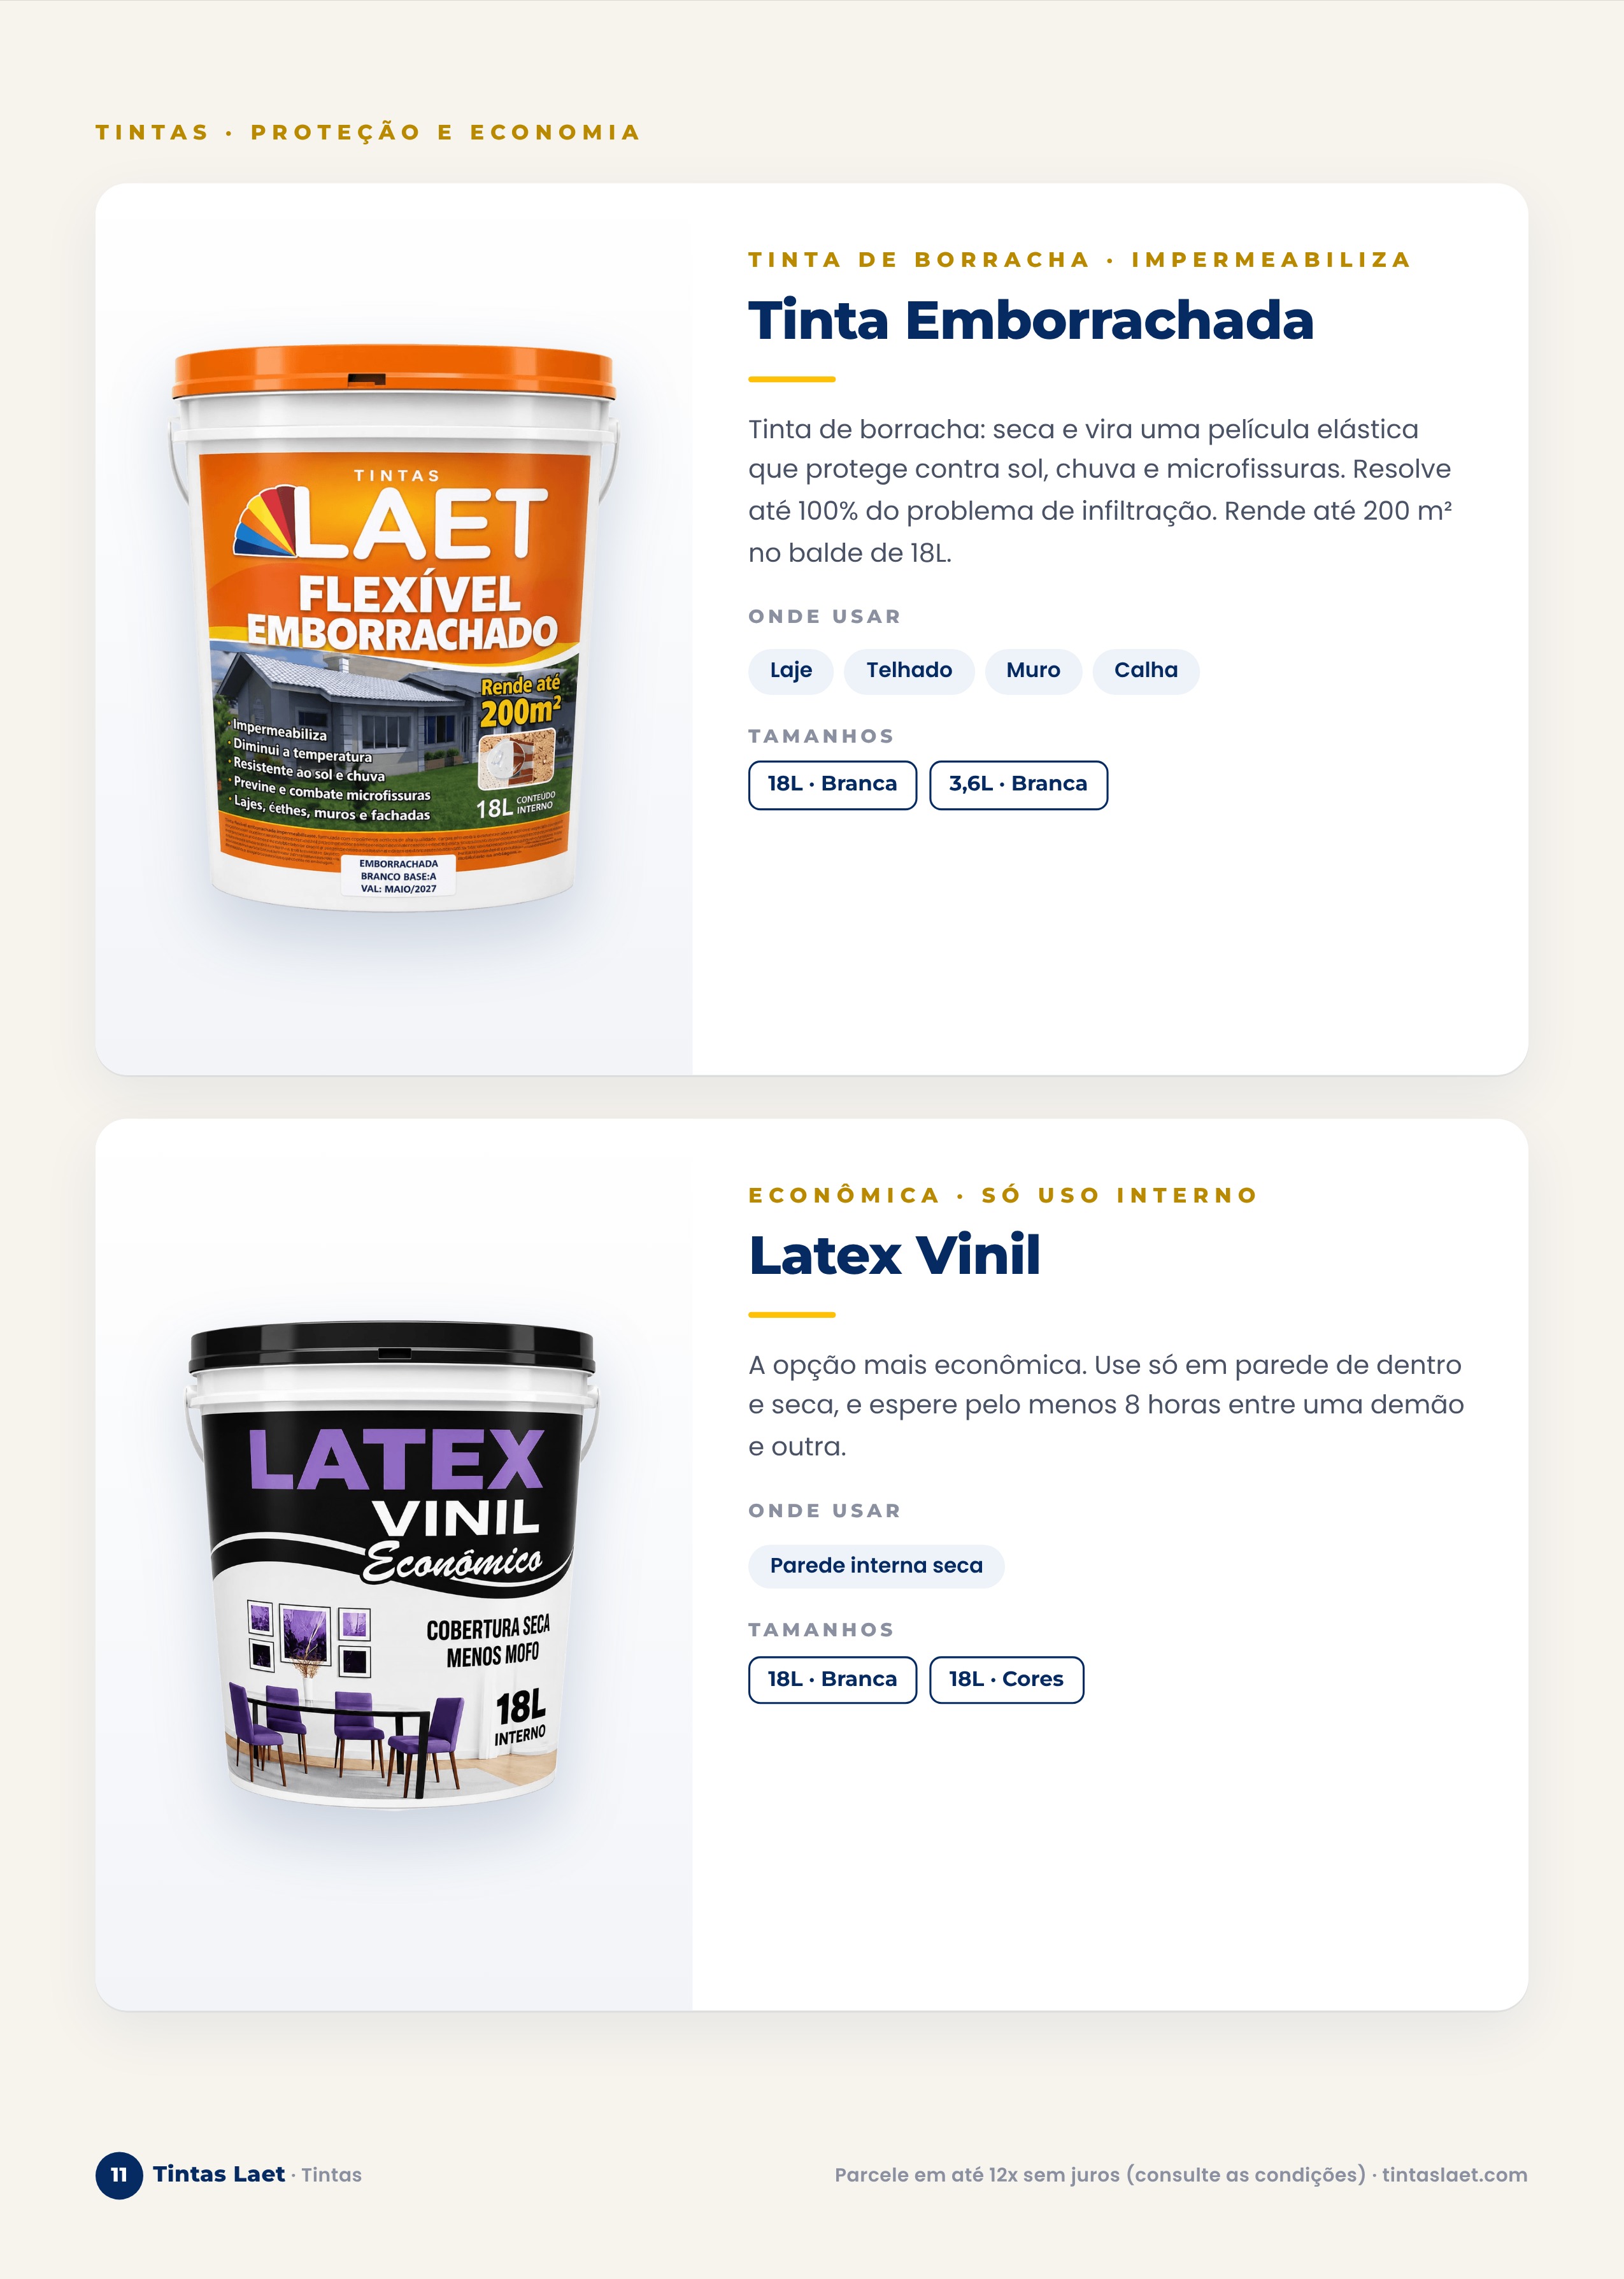 TINTAS · PROTEÇÃO E ECONOMIA
TINTA DE BORRACHA · IMPERMEABILIZA
Tinta Emborrachada
Tinta de borracha: seca e vira uma película elástica
que protege contra sol, chuva e microfissuras. Resolve
até 100% do problema de infiltração. Rende até 200 m²
no balde de 18L.
ONDE USAR
Laje Telhado Muro Calha
TAMANHOS
18L · Branca 3,6L · Branca
TINTAS
LAET
FLEXÍVEL
EMBORRACHADO
Rende até
200m²
· Impermeabiliza
· Diminui a temperatura
· Resistente ao sol e chuva
· Previne e combate microfissuras
· Lajes, éethes, muros e fachadas
18L CONTEUDO
INTERNO
EMBORRACHADA
BRANCO BASE:A
VAL: MAIO/2027
ECONÔMICA · SÓ USO INTERNO
Latex Vinil
A opção mais econômica. Use só em parede de dentro
e seca, e espere pelo menos 8 horas entre uma demão
e outra.
ONDE USAR
Parede interna seca
TAMANHOS
18L · Branca 18L · Cores
LATEX
VINIL
Econômico
COBERTURA SECA
MENOS MOFO
18L
INTERNO
11 Tintas Laet · Tintas
Parcele em até 12x sem juros (consulte as condições) · tintaslaet.com